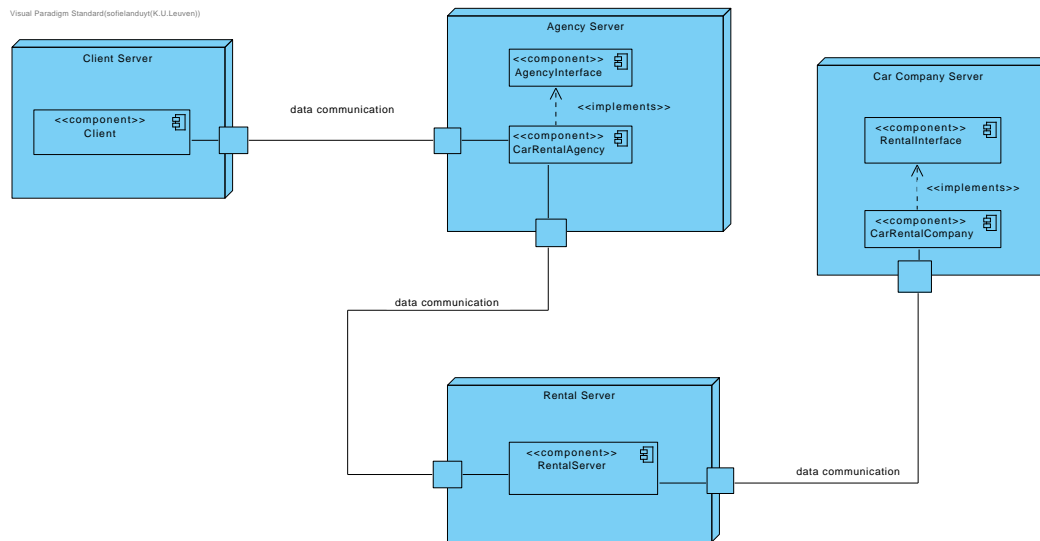 Visual Paradigm Standard(sofielanduyt(K.U.Leuven))
Client Server
<<component>>
Client
data communication
Agency Server
<<component>>
AgencyInterface
<<implements>>
<<component>>
CarRentalAgency
Car Company Server
<<component>>
RentalInterface
<<implements>>
<<component>>
CarRentalCompany
data communication
Rental Server
<<component>>
RentalServer
data communication